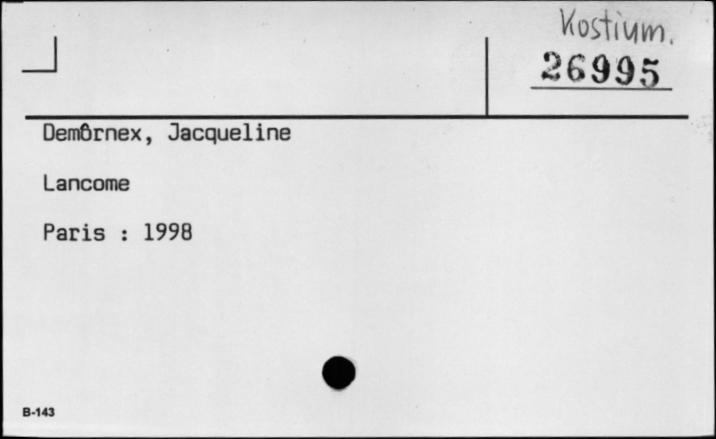 Kostium.
26995
Demôrnex, Jacqueline
Lancome
Paris : 1998
B-143